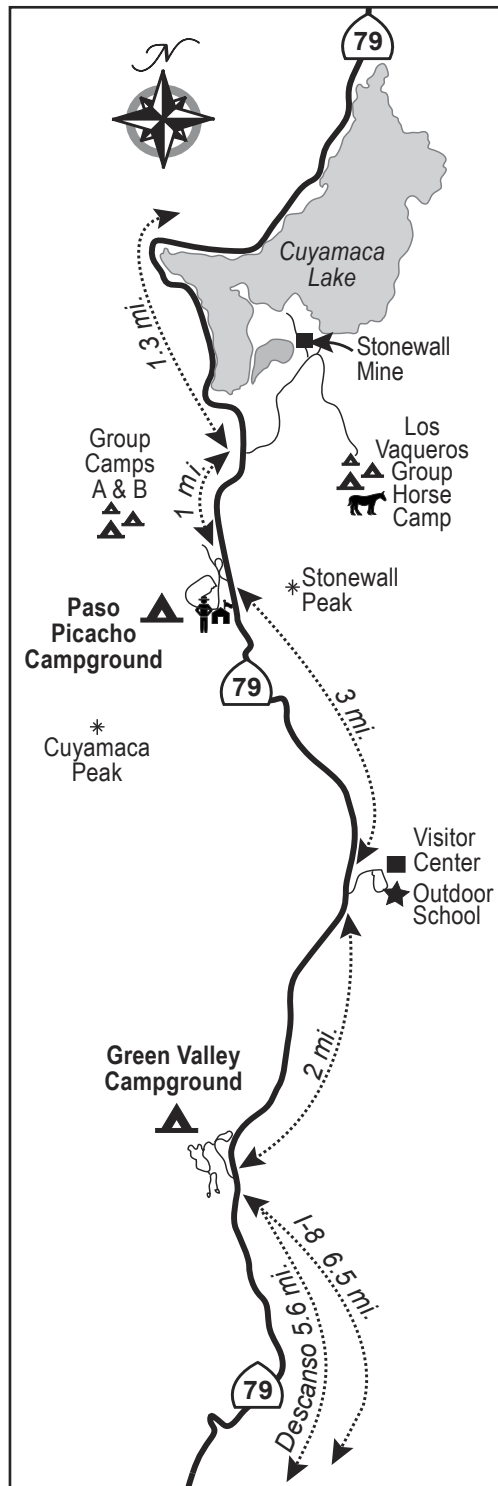 79
N
Cuyamaca
Lake
1.3 mi.
Stonewall
Mine
Group
Camps
A & B
1 mi.
Los
Vaqueros
Group
Horse
Camp
Stonewall
Peak
Paso
Picacho
Campground
79
3 mi.
Cuyamaca
Peak
Visitor
Center
Outdoor
School
2 mi.
Green Valley
Campground
I-8 6.5 mi.
Descanso 5.6 mi.
79